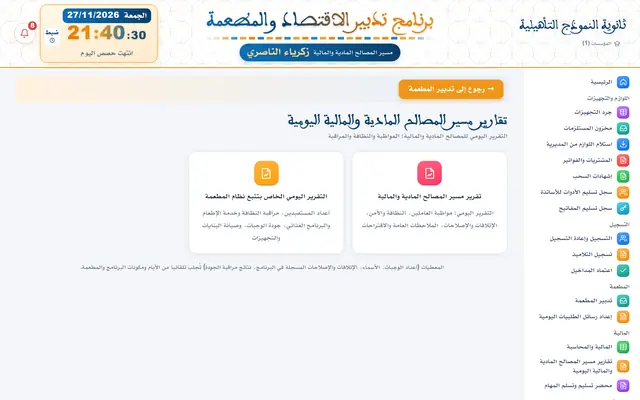 ثانوية النموذج التأهيلية
المؤسسات (1)
برنامج تدبير الاقتصاد والمطعمة
مسير المصالح المادية والمالية زكرياء الناصري
الجمعة 27/11/2026
21:40:30
انتهت حصص اليوم
ضبط
6
الرئيسية
اللوازم والتجهيزات
جرد التجهيزات
مخزون المستلزمات
استلام اللوازم من المديرية
المشتريات والفواتير
إشهادات السحب
سجل تسليم الأدوات للأساتذة
سجل تسليم المفاتيح
التسجيل
التسجيل وإعادة التسجيل
تسجيل التلاميذ
اعتماد المداخيل
المطعمة
تدبير المطعمة
إعداد رسائل الطلبيات اليومية
المالية
المالية والمحاسبة
تقارير مسير المصالح المادية والمالية اليومية
محضر تسليم وتسلم المهام
→ رجوع إلى تدبير المطعمة
تقارير مسير المصالح المادية والمالية اليومية
التقرير اليومي للمصالح المادية والمالية: المواظبة والنظافة والمراقبة
تقرير مسير المصالح المادية والمالية
التقرير اليومي: مواظبة العاملين، النظافة والأمن،
الإتلافات والإصلاحات، الملاحظات العامة والاقتراحات
التقرير اليومي الخاص بتتبع نظام المطعمة
أعداد المستفيدين، مراقبة النظافة وخدمة الإطعام
والبرنامج الغذائي، جودة الوجبات، وصيانة البنايات
والتجهيزات
المعطيات (أعداد الوجبات، الأسماء، الإتلافات والإصلاحات المسجلة في البرنامج، نتائج مراقبة الجودة) تُجلب تلقائيا من الأيام ومكونات البرنامج والمطعمة.